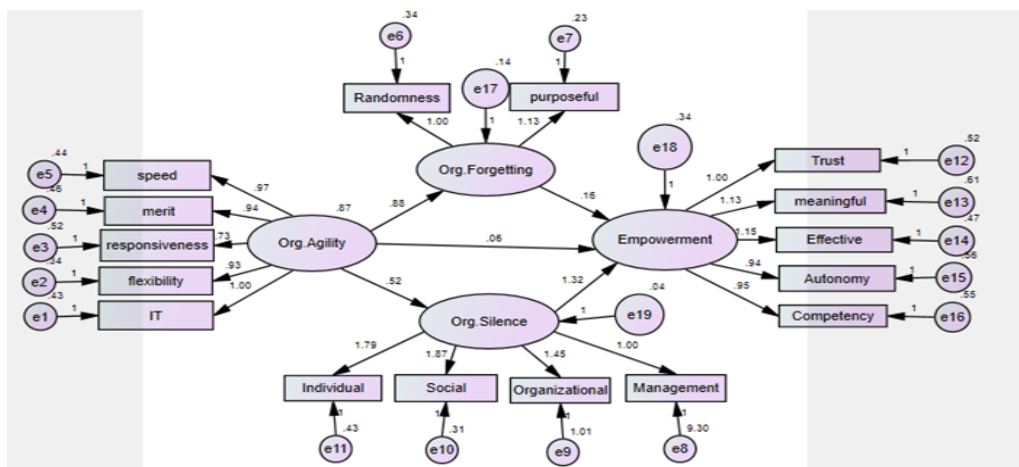 .34
e6
1
Randomness
1.00
.23
e7
1
purposeful
1.13
.14
e17
1
Org.Forgetting
.34
e18
1
.44
e5
1
speed
.97
.46
e4
1
merit
.94
.52
e3
1
responsiveness
.73
.34
e2
1
flexibility
.93
.43
e1
1
IT
1.00
.87
Org.Agility
.88
.06
.52
.16
Empowerment
1.32
1.00
Trust
1
.52
e12
1.13
meaningful
1
.61
e13
1.15
Effective
1
.47
e14
.94
Autonomy
1
.56
e15
.95
Competency
1
.55
e16
Org.Silence
1
.04
e19
1.79
1.87
1.45
1.00
Individual
Social
Organizational
Management
1
1
1
1
.43
.31
1.01
9.30
e11
e10
e9
e8